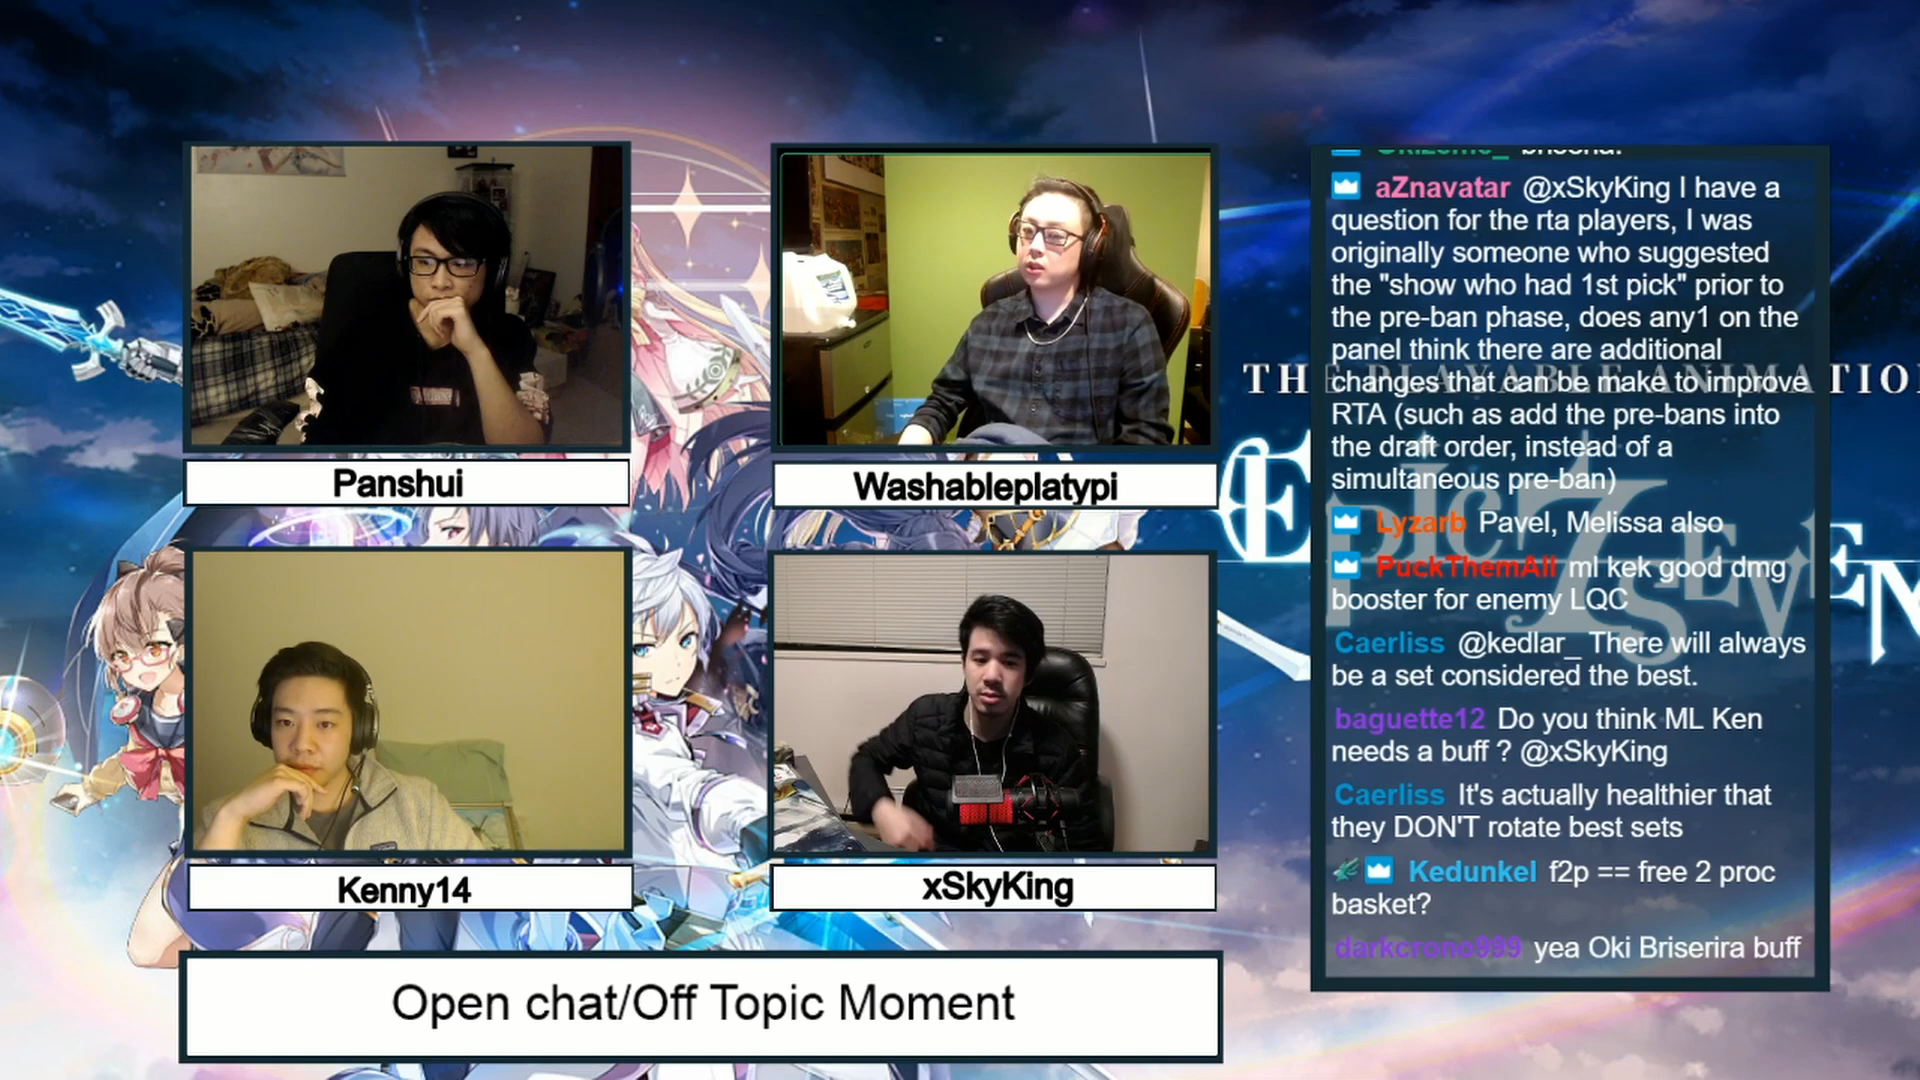 Panshui
Washableplatypi
Kenny14
xSkyKing
Open chat/Off Topic Moment
aZnavatar @xSkyKing I have a
question for the rta players, I was
originally someone who suggested
the "show who had 1st pick" prior to
the pre-ban phase, does any1 on the
panel think there are additional
changes that can be make to improve
RTA (such as add the pre-bans into
the draft order, instead of a
simultaneous pre-ban)
Lyzarb Pavel, Melissa also
PuckThemAll ml kek good dmg
booster for enemy LQC
Caerliss @kedlar_ There will always
be a set considered the best.
baguette12 Do you think ML Ken
needs a buff ? @xSkyKing
Caerliss It's actually healthier that
they DON'T rotate best sets
Kedunkel f2p == free 2 proc
basket?
darkcrono999 yea Oki Briserira buff
THE PLAYABLE ANIMATIO
EPIC SEVEN